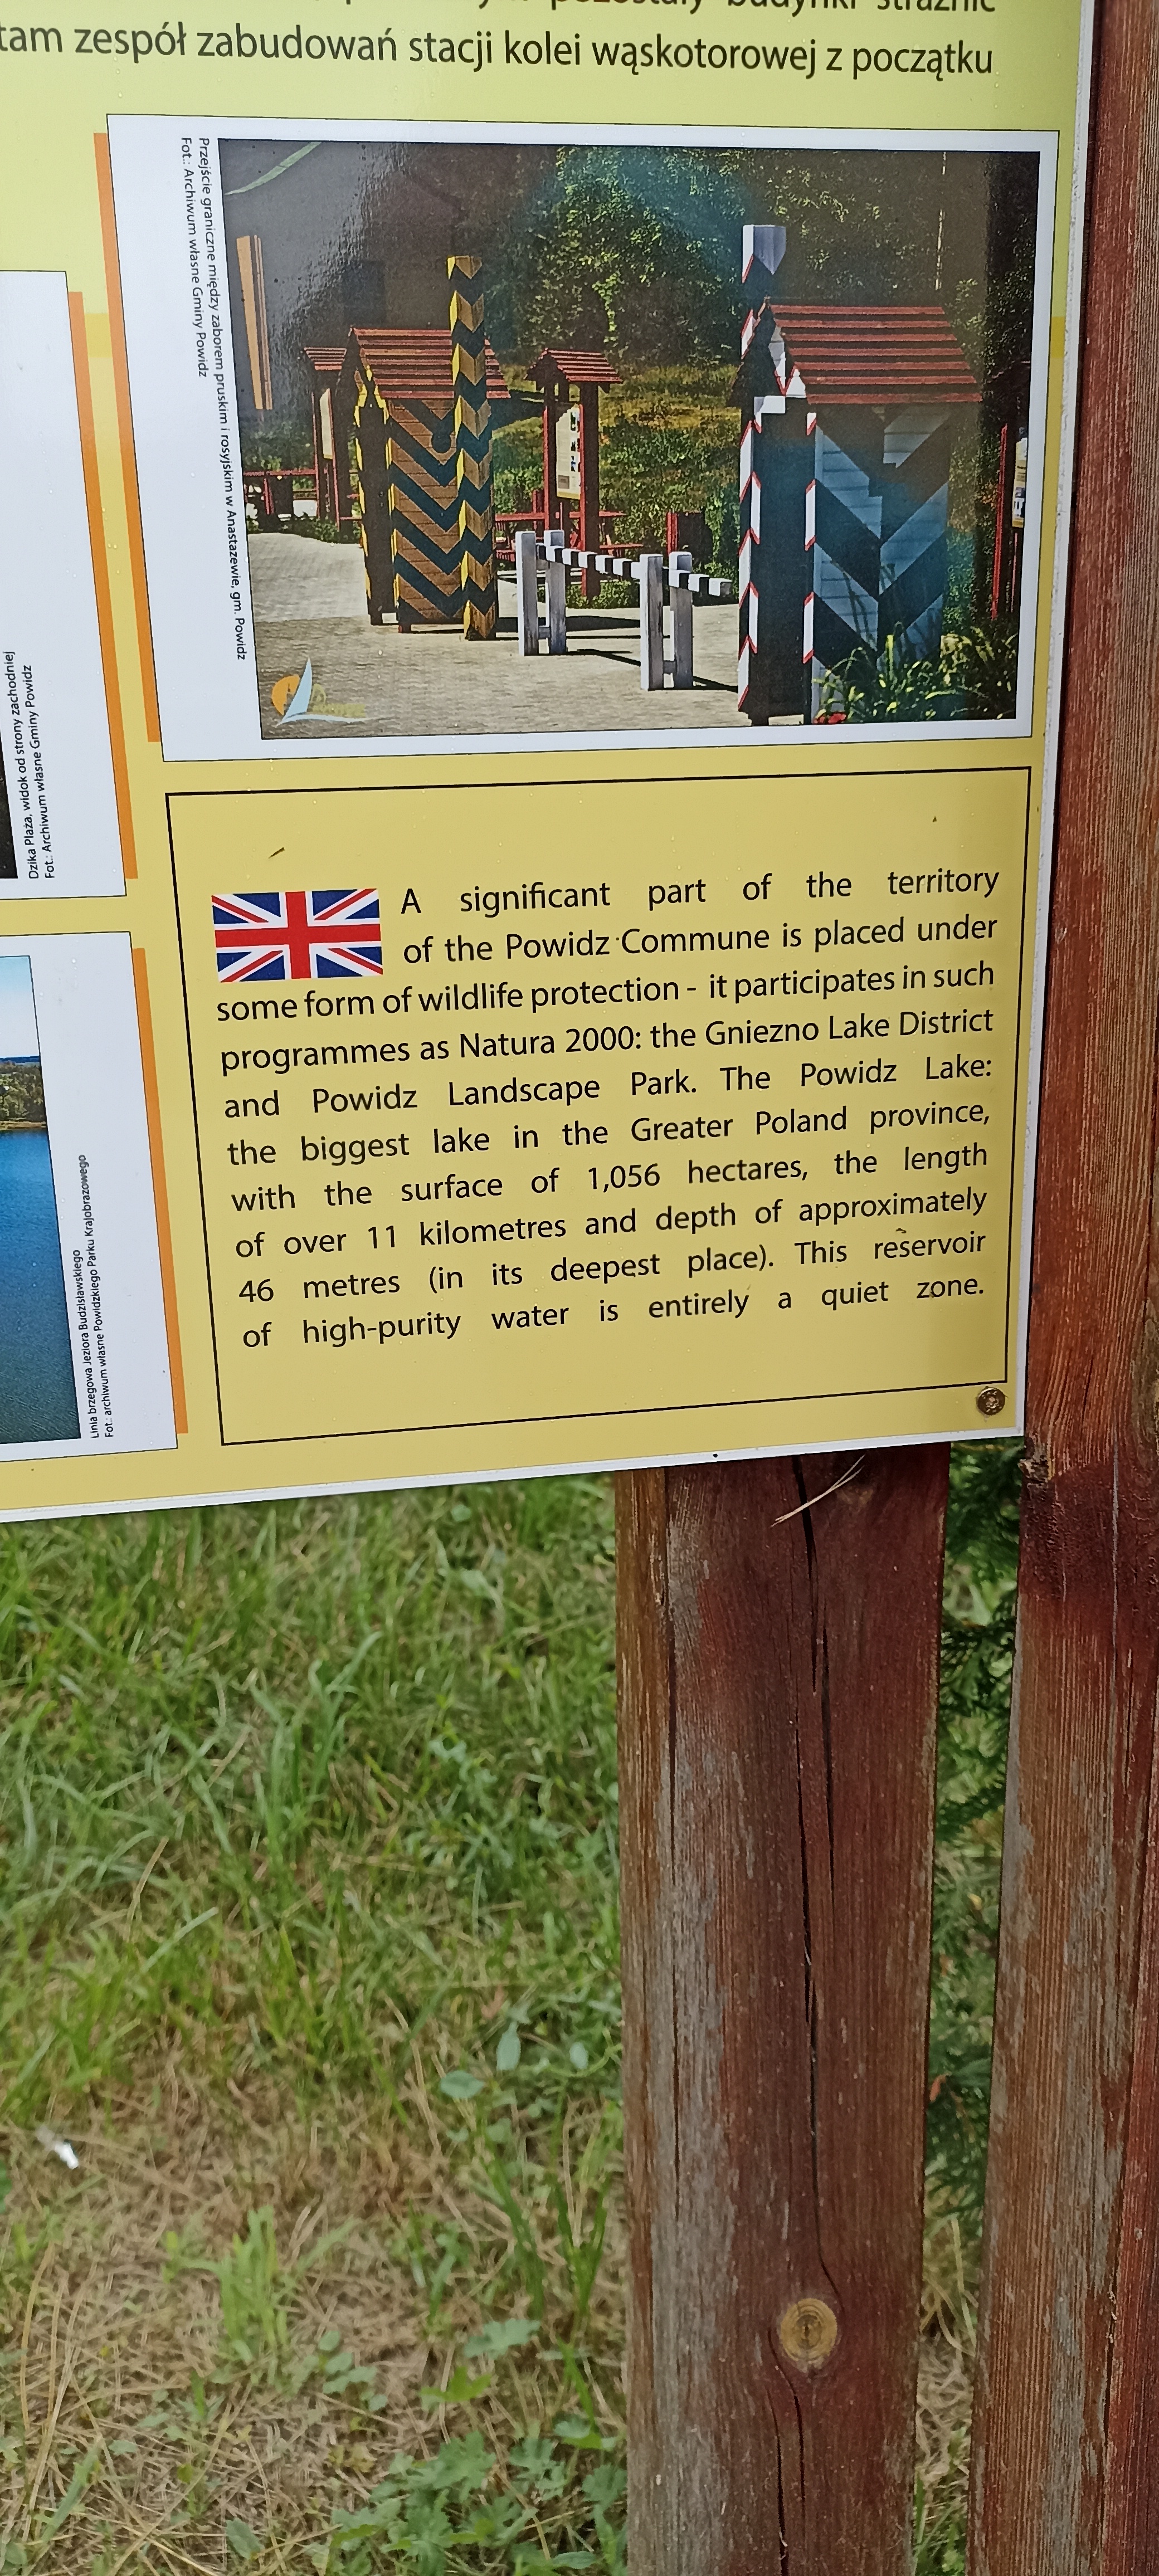 budynki strażnic
tam zespół zabudowań stacji kolei wąskotorowej z początku
Przejście graniczne między zaborem pruskim i rosyjskim w Anastazewie, gm. Powidz
Fot.: Archiwum własne Gminy Powidz
Dzika Plaża, widok od strony zachodniej
Fot.: Archiwum własne Gminy Powidz
Linia brzegowa Jeziora Budzisławskiego
Fot.: archiwum własne Powidzkiego Parku Krajobrazowego
A significant part of the territory
of the Powidz Commune is placed under
some form of wildlife protection - it participates in such
programmes as Natura 2000: the Gniezno Lake District
and Powidz Landscape Park. The Powidz Lake:
the biggest lake in the Greater Poland province,
with the surface of 1,056 hectares, the length
of over 11 kilometres and depth of approximately
46 metres (in its deepest place). This reservoir
of high-purity water is entirely a quiet zone.